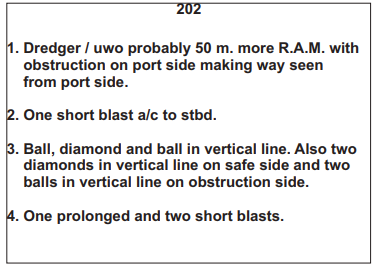 202
1. Dredger / uwo probably 50 m. more R.A.M. with
obstruction on port side making way seen
from port side.
2. One short blast a/c to stbd.
3. Ball, diamond and ball in vertical line. Also two
diamonds in vertical line on safe side and two
balls in vertical line on obstruction side.
4. One prolonged and two short blasts.